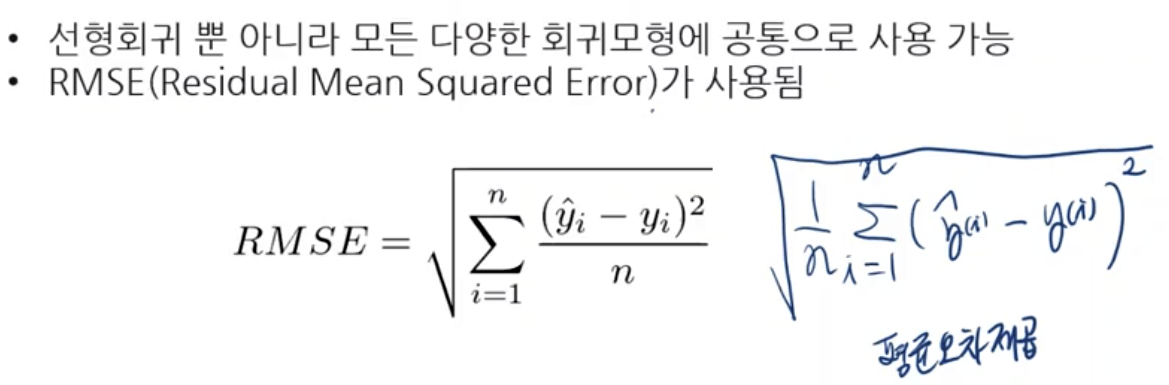 • 선형회귀 뿐 아니라 모든 다양한 회귀모형에 공통으로 사용 가능
• RMSE(Residual Mean Squared Error)가 사용됨
RMSE = √(∑_{i=1}^{n} (ŷ_i − y_i)² / n)
√(1/n ∑_{i=1}^{n} (ŷ(i) − y(i))²)
평균오차제곱